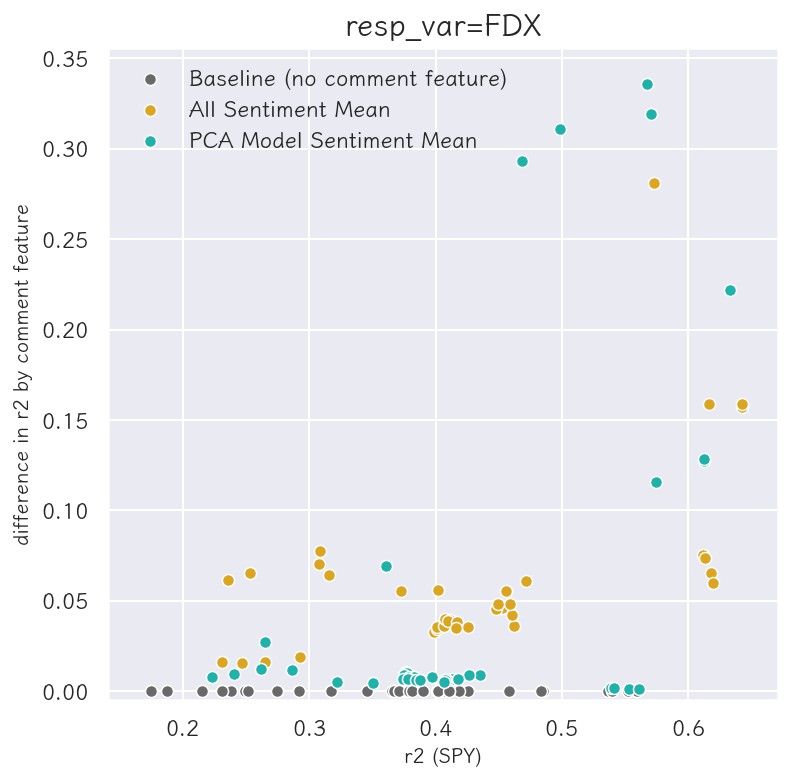 resp_var=FDX
Baseline (no comment feature)
All Sentiment Mean
PCA Model Sentiment Mean
difference in r2 by comment feature
0.35
0.30
0.25
0.20
0.15
0.10
0.05
0.00
0.2 0.3 0.4 0.5 0.6
r2 (SPY)